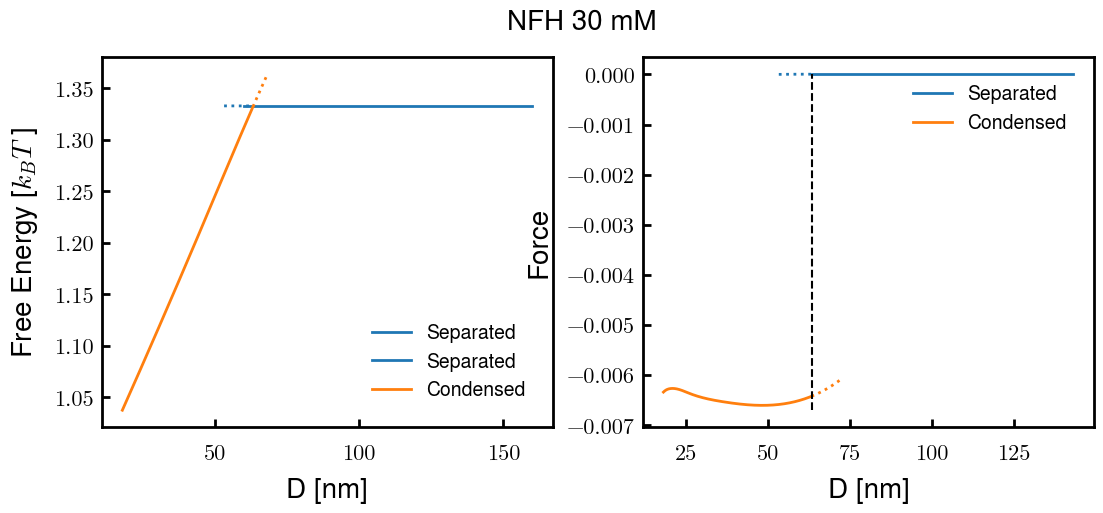 NFH 30 mM
Free Energy [k_BT]
1.35
1.30
1.25
1.20
1.15
1.10
1.05
50
100
150
D [nm]
Separated
Separated
Condensed
Force
0.000
−0.001
−0.002
−0.003
−0.004
−0.005
−0.006
−0.007
25
50
75
100
125
D [nm]
Separated
Condensed